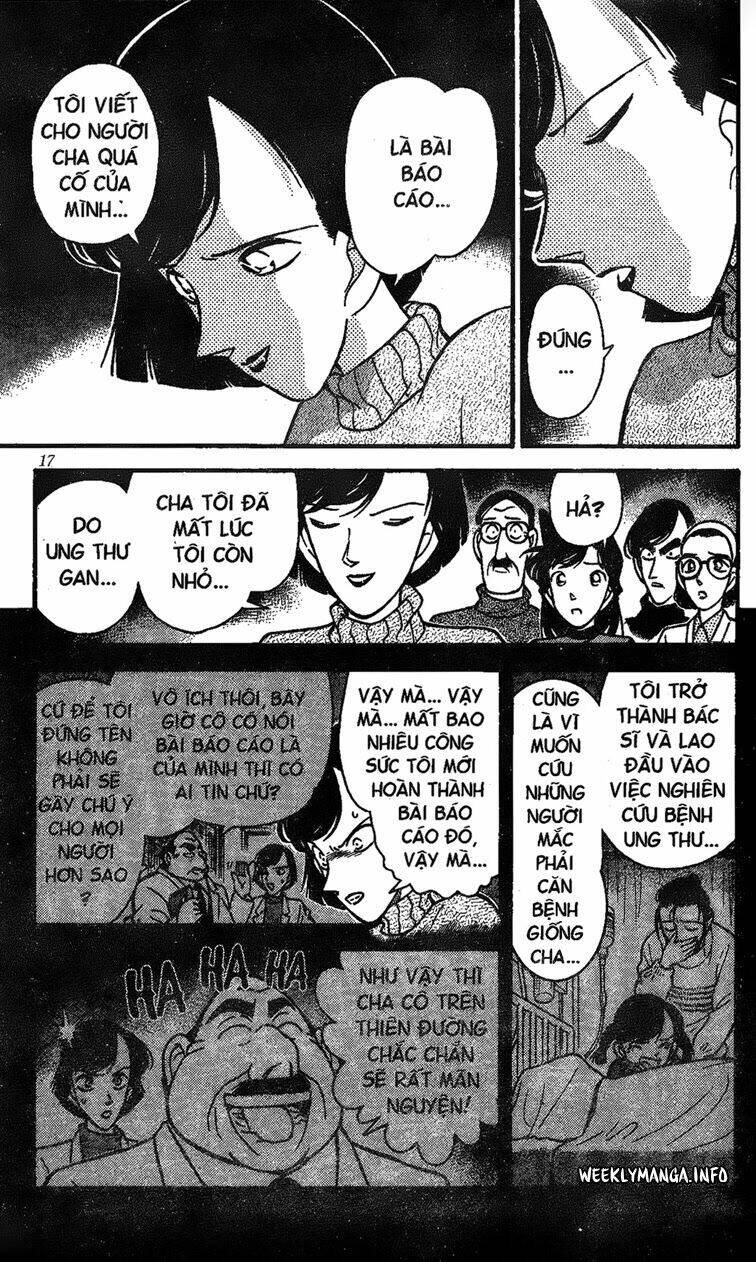 ĐÚNG
...
LÀ BÀI
BÁO
CÁO...
TÔI VIẾT
CHO NGƯỜI
CHA QUÁ
CỐ CỦA
MÌNH...
17
HẢ?
CHA TÔI ĐÃ
MẤT LÚC
TÔI CÒN
NHỎ...
DO
UNG THƯ
GAN...
TÔI TRỞ
THÀNH BÁC
SĨ VÀ LAO
ĐẦU VÀO
VIỆC NGHIÊN
CỨU BỆNH
UNG THƯ...
CŨNG
LÀ VÌ
MUỐN
CỨU
NHỮNG
NGƯỜI
MẮC
PHẢI
CĂN
BỆNH
GIỐNG
CHA...
VẬY MÀ... VẬY
MÀ... MẤT BAO
NHIÊU CÔNG
SỨC TÔI MỚI
HOÀN THÀNH
BÀI BÁO
CÁO ĐÓ,
VẬY MÀ...
VÔ ÍCH THÔI, BÂY
GIỜ CÔ CÓ NÓI
BÀI BÁO CÁO LÀ
CỦA MÌNH THÌ CÓ
AI TIN CHỨ?
CỨ ĐỂ TÔI
ĐỨNG TÊN
KHÔNG
PHẢI SẼ
GÂY CHÚ Ý
CHO MỌI
NGƯỜI
HƠN SAO
?
NHƯ VẬY THÌ
CHA CÔ TRÊN
THIÊN ĐƯỜNG
CHẮC CHẮN
SẼ RẤT MÃN
NGUYỆN!
HA HA HA
WEEKLYMANGA.INFO